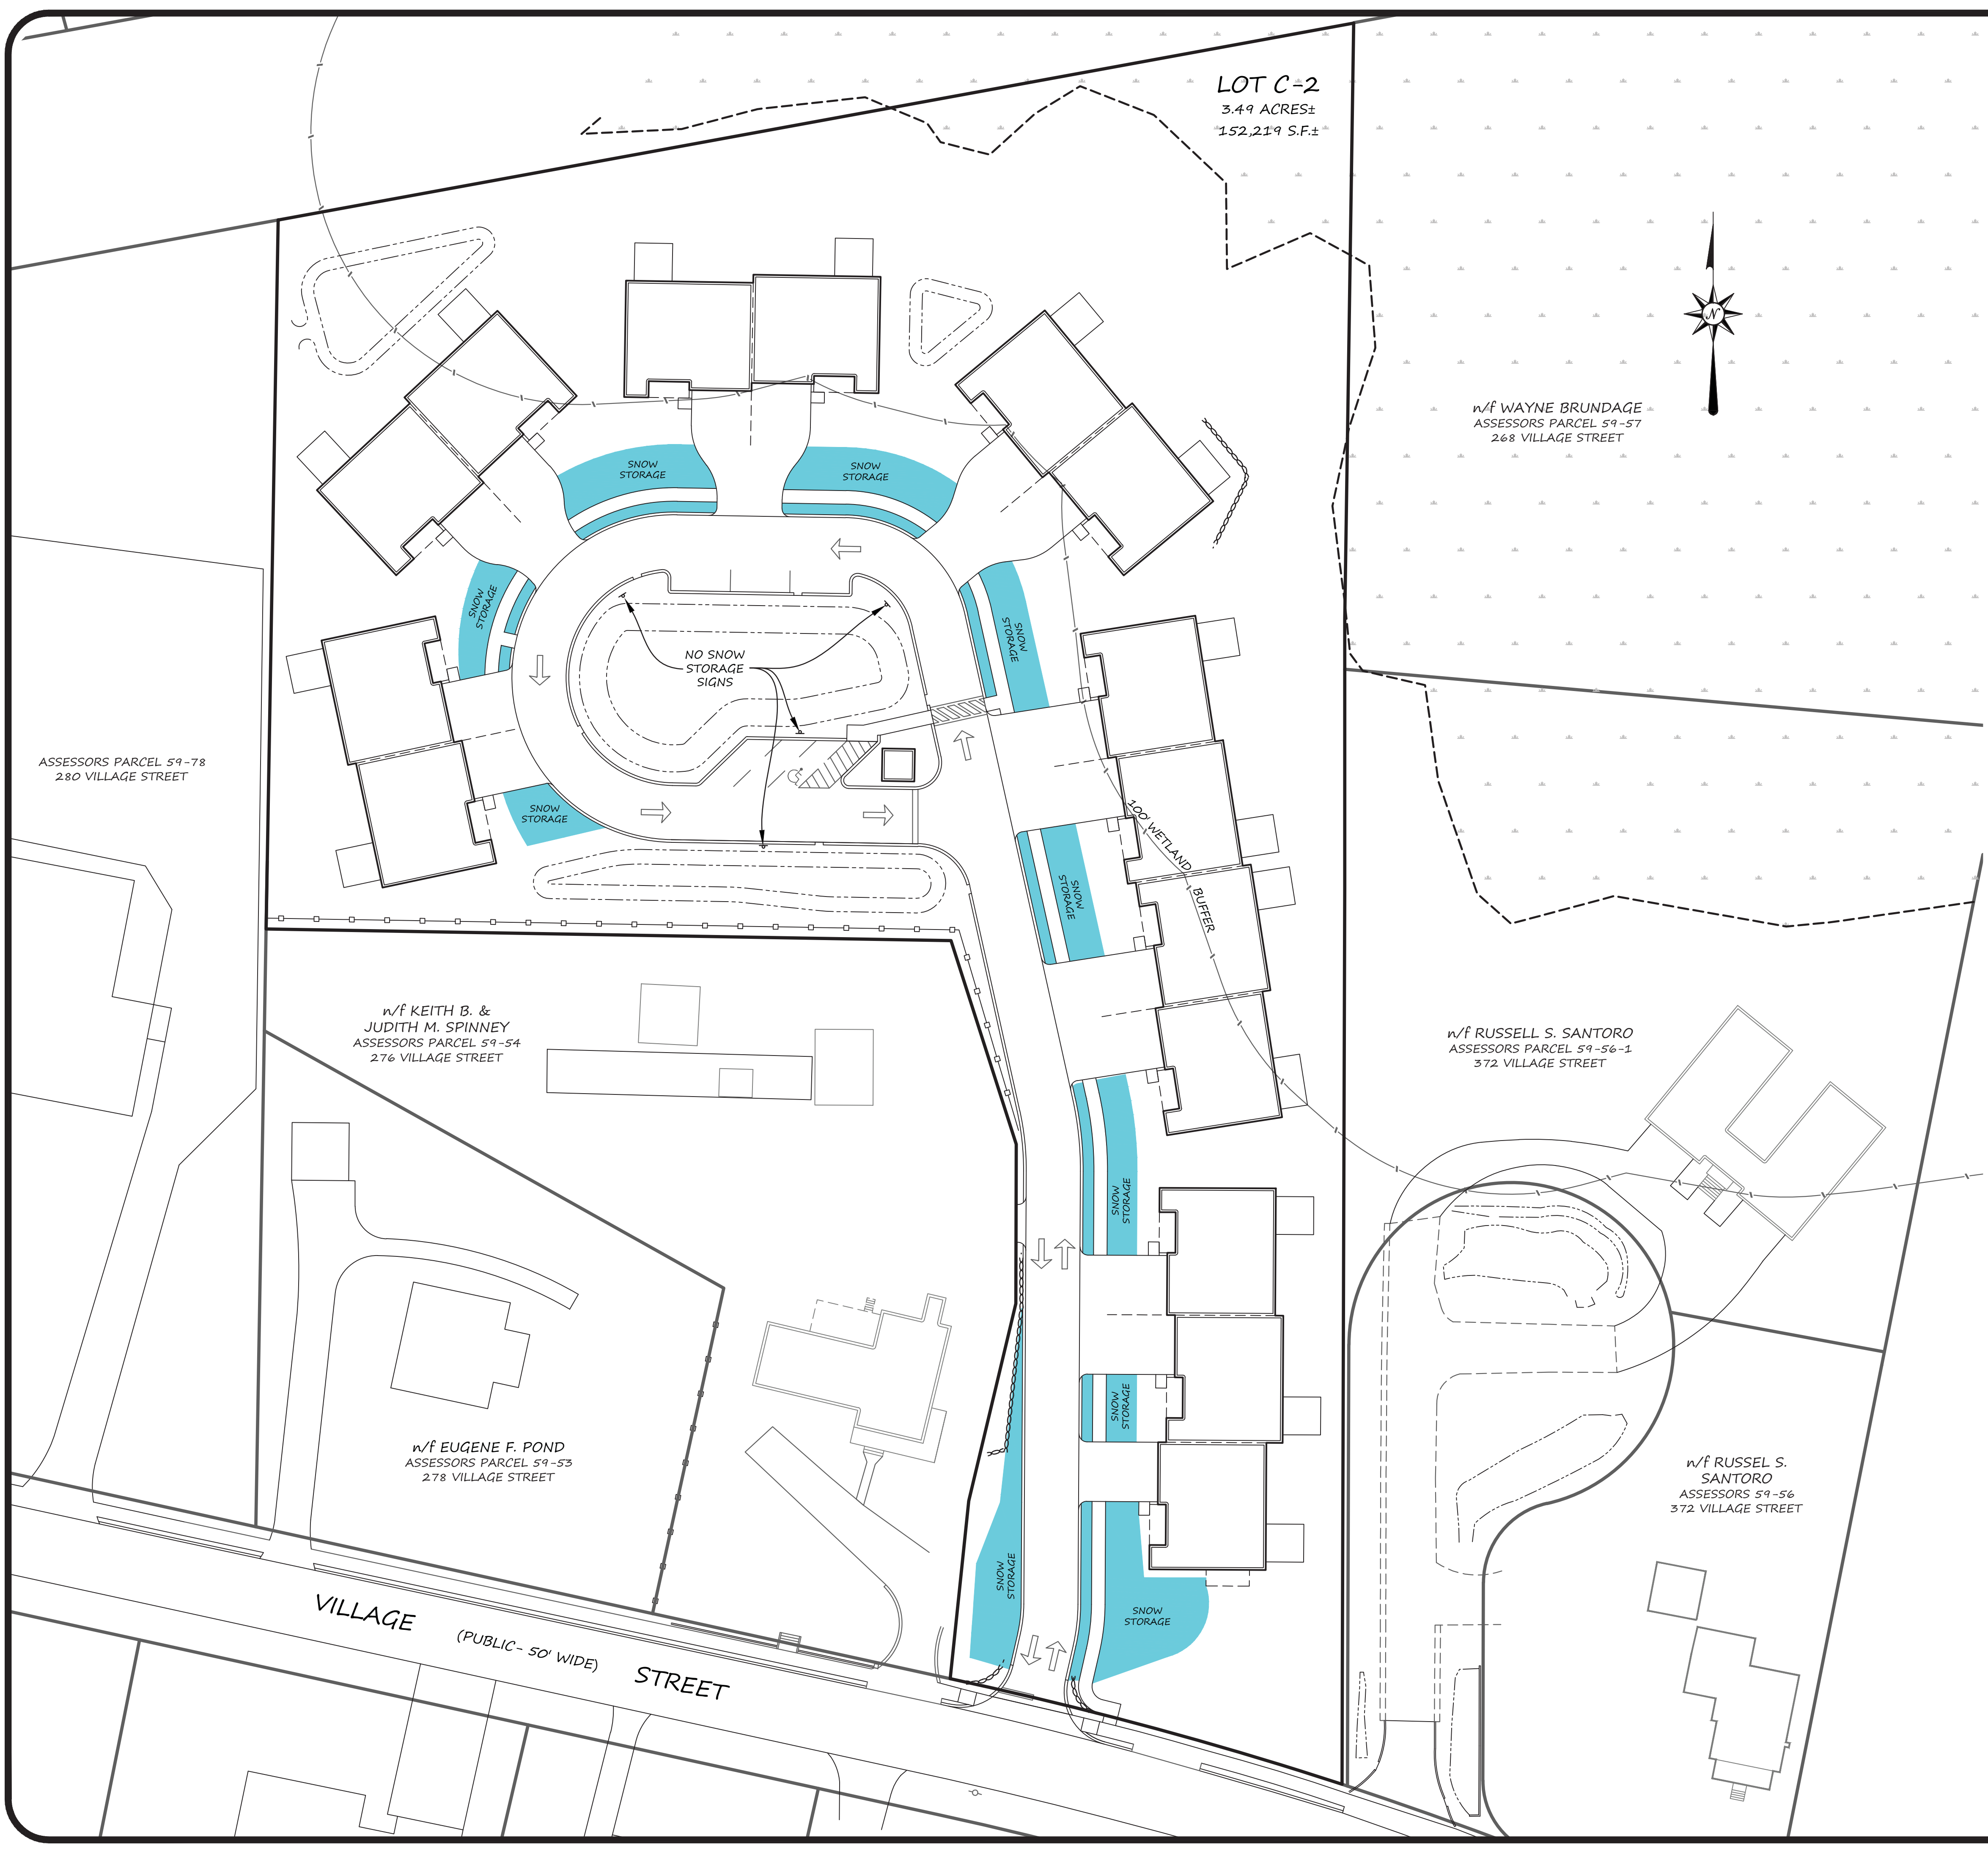 LOT C-2
3.49 ACRES±
152,219 S.F.±
N
n/f WAYNE BRUNDAGE
ASSESSORS PARCEL 59-57
268 VILLAGE STREET
SNOW
STORAGE
SNOW
STORAGE
SNOW
STORAGE
SNOW
STORAGE
NO SNOW
STORAGE
SIGNS
ASSESSORS PARCEL 59-78
280 VILLAGE STREET
SNOW
STORAGE
100' WETLAND
BUFFER
SNOW
STORAGE
n/f KEITH B. &
JUDITH M. SPINNEY
ASSESSORS PARCEL 59-54
276 VILLAGE STREET
n/f RUSSELL S. SANTORO
ASSESSORS PARCEL 59-56-1
372 VILLAGE STREET
SNOW
STORAGE
SNOW
STORAGE
n/f EUGENE F. POND
ASSESSORS PARCEL 59-53
278 VILLAGE STREET
n/f RUSSEL S.
SANTORO
ASSESSORS 59-56
372 VILLAGE STREET
SNOW
STORAGE
SNOW
STORAGE
VILLAGE
(PUBLIC- 50' WIDE)
STREET